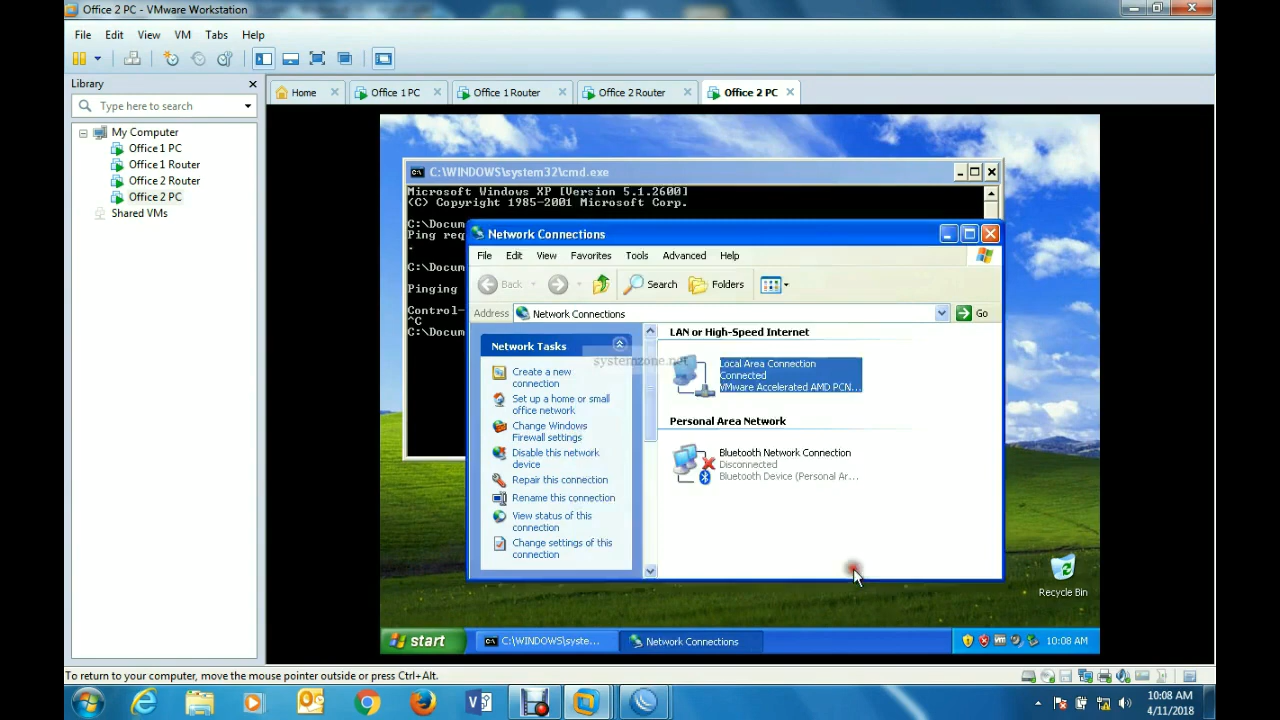 Office 2 PC - VMware Workstation
File Edit View VM Tabs Help
Library
Type here to search
My Computer
Office 1 PC
Office 1 Router
Office 2 Router
Office 2 PC
Shared VMs
Home
Office 1 PC
Office 1 Router
Office 2 Router
Office 2 PC
C:\WINDOWS\system32\cmd.exe
Microsoft Windows XP [Version 5.1.2600]
(C) Copyright 1985-2001 Microsoft Corp.
C:\Docum
Ping req
.
C:\Docum
Pinging
Control-
^C
C:\Docum
Network Connections
File Edit View Favorites Tools Advanced Help
Back Search Folders
Address Network Connections Go
Network Tasks
Create a new
connection
Set up a home or small
office network
Change Windows
Firewall settings
Disable this network
device
Repair this connection
Rename this connection
View status of this
connection
Change settings of this
connection
systemzone.net
LAN or High-Speed Internet
Local Area Connection
Connected
VMware Accelerated AMD PCN...
Personal Area Network
Bluetooth Network Connection
Disconnected
Bluetooth Device (Personal Ar...
Recycle Bin
start
C:\WINDOWS\syste...
Network Connections
10:08 AM
To return to your computer, move the mouse pointer outside or press Ctrl+Alt.
10:08 AM
4/11/2018